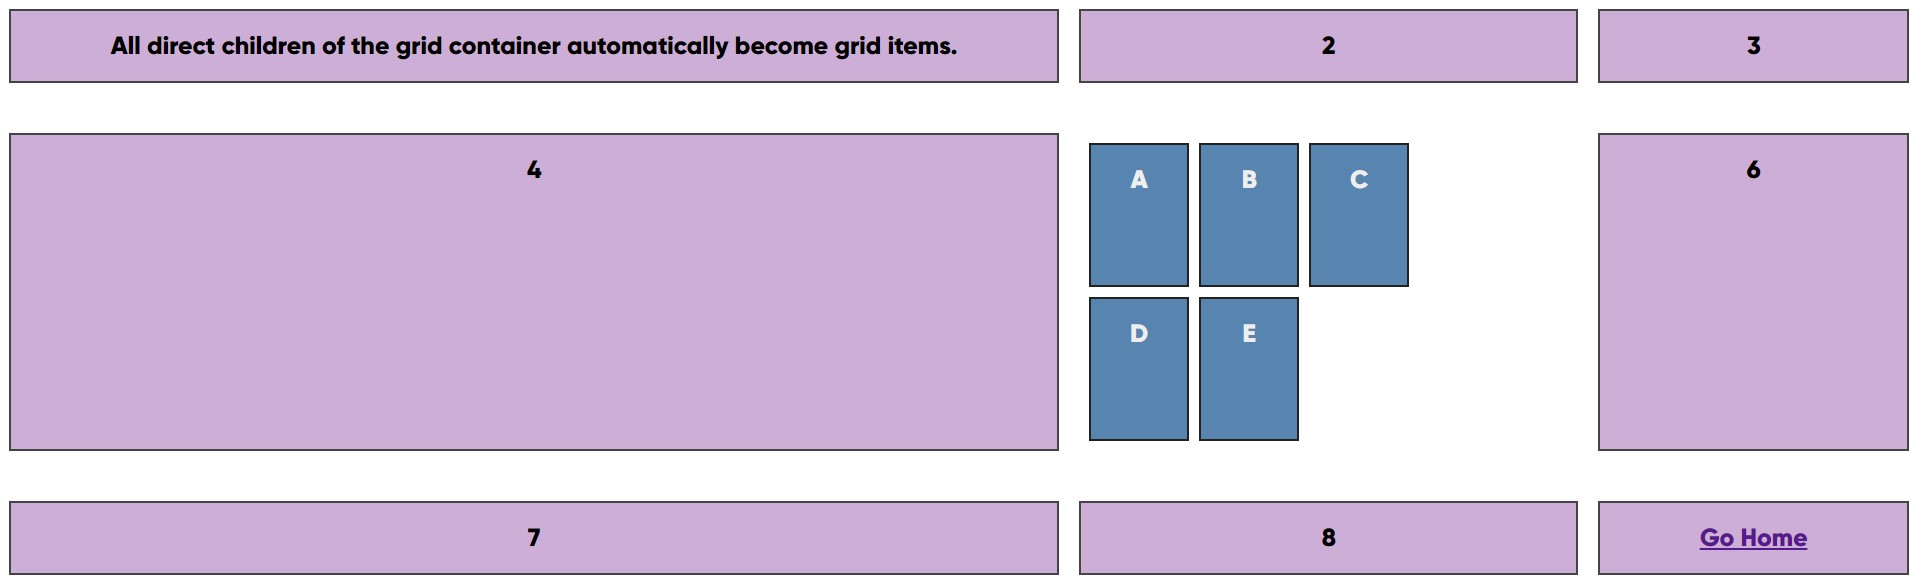 All direct children of the grid container automatically become grid items.
2
3
4
A
B
C
D
E
6
7
8
Go Home